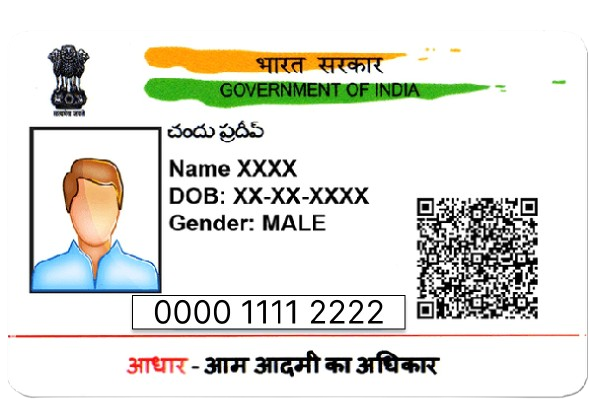 भारत सरकार
GOVERNMENT OF INDIA
सत्यमेव जयते
చందు ప్రదీప్
Name XXXX
DOB: XX-XX-XXXX
Gender: MALE
0000 1111 2222
आधार - आम आदमी का अधिकार